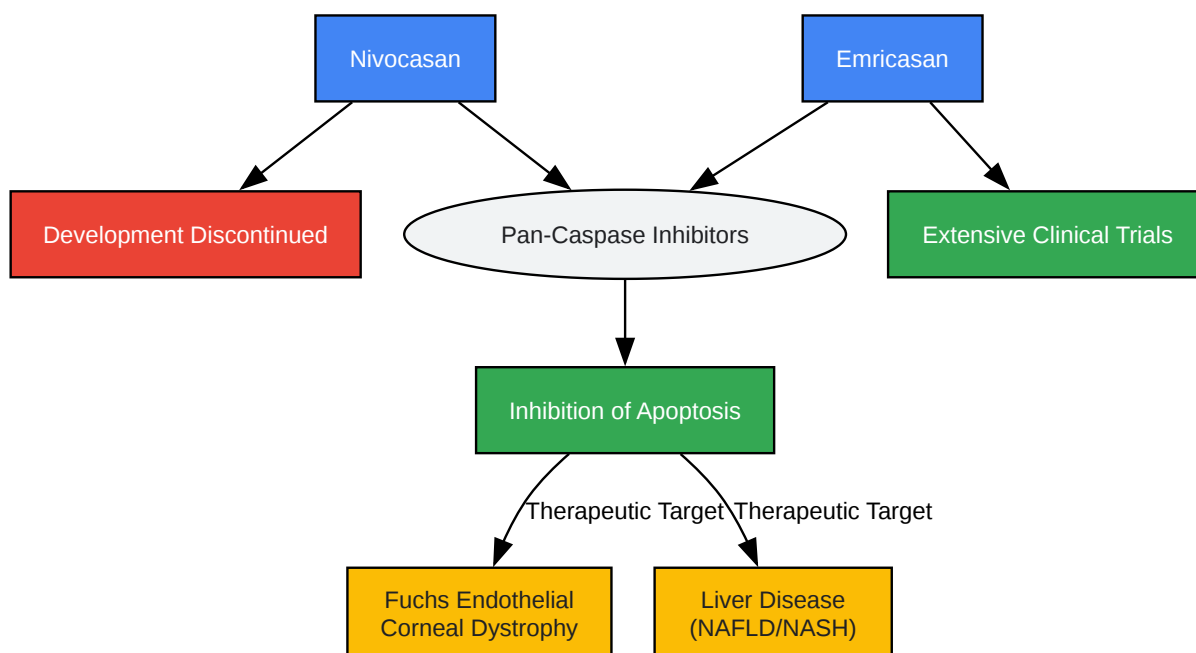 Nivocasan
Emricasan
Development Discontinued
Pan-Caspase Inhibitors
Extensive Clinical Trials
Inhibition of Apoptosis
Therapeutic Target
Therapeutic Target
Fuchs Endothelial
Corneal Dystrophy
Liver Disease
(NAFLD/NASH)